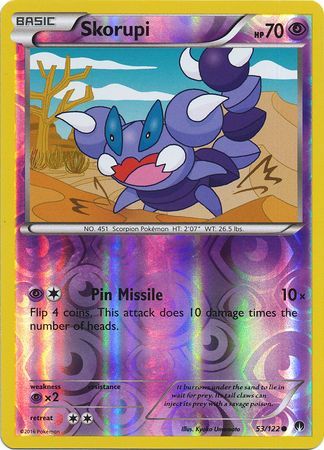 BASIC
Skorupi
HP70
NO. 451 Scorpion Pokémon HT: 2'07" WT: 26.5 lbs.
Pin Missile 10×
Flip 4 coins. This attack does 10 damage times the
number of heads.
weakness
×2
resistance
retreat
It burrows under the sand to lie in
wait for prey. Its tail claws can
inject its prey with a savage poison.
©2016 Pokémon
Illus. Kyoko Umemoto
53/122